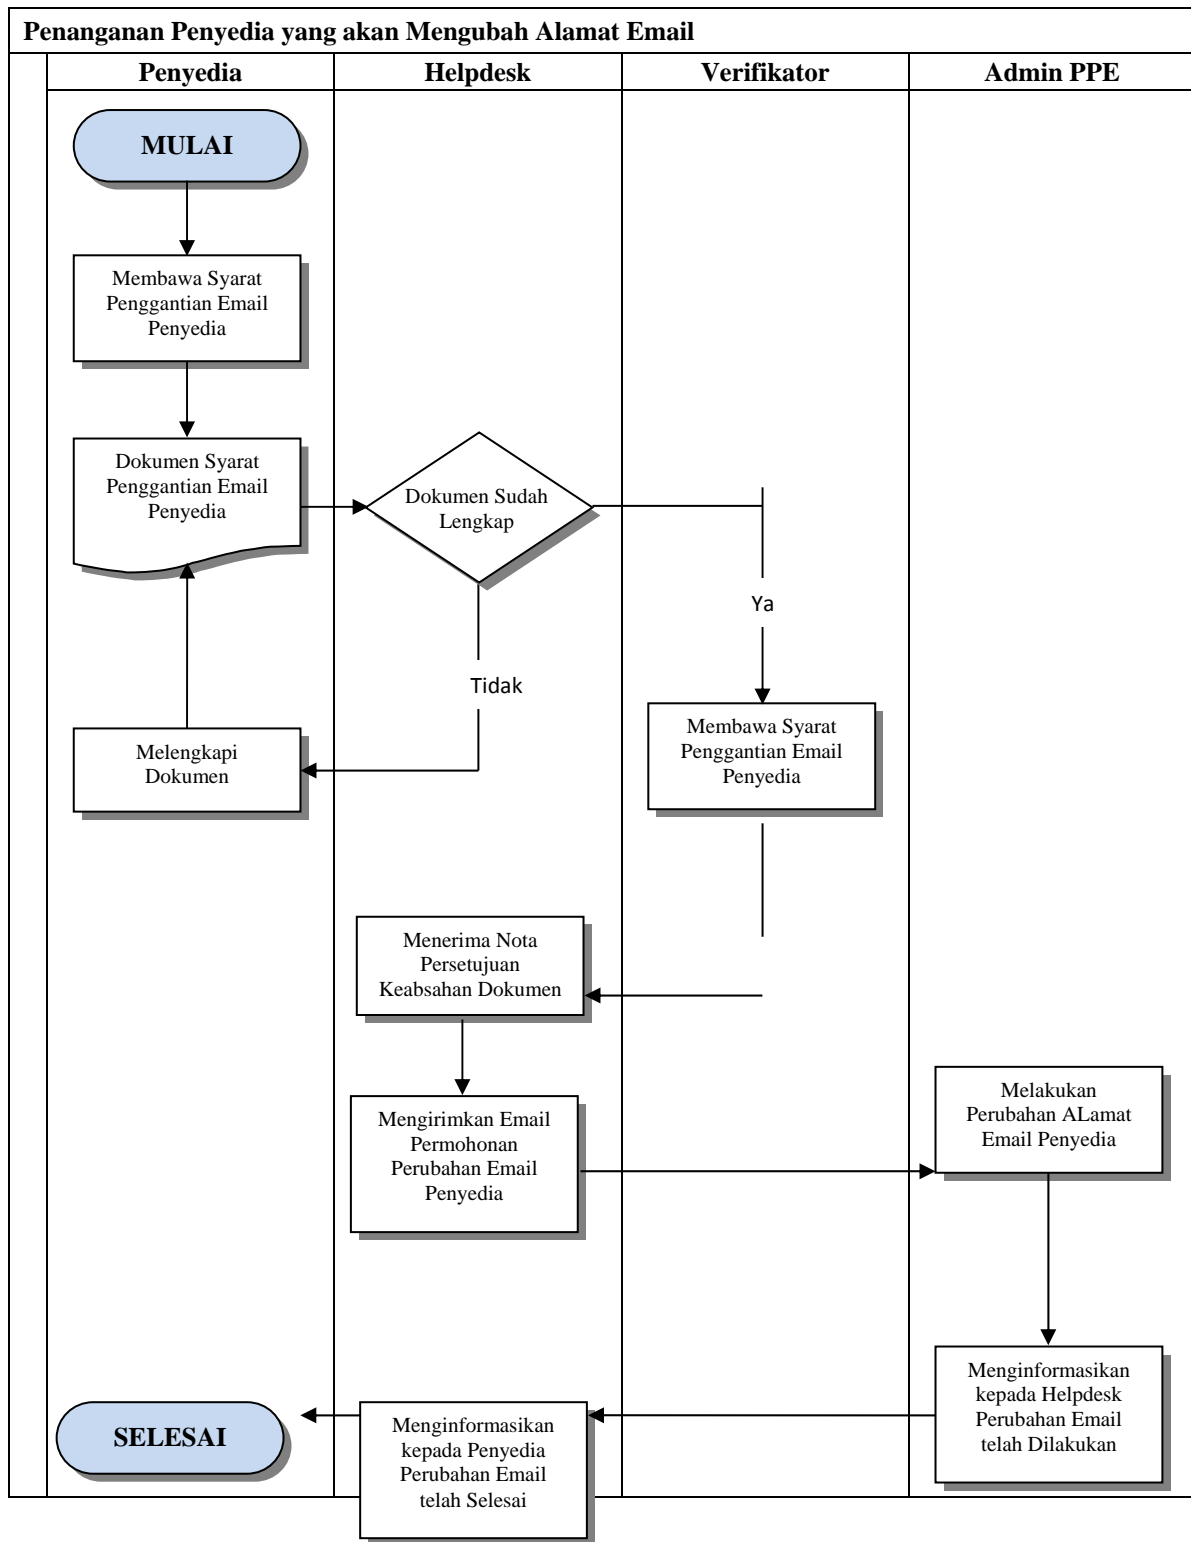 Penanganan Penyedia yang akan Mengubah Alamat Email
Penyedia
Helpdesk
Verifikator
Admin PPE
MULAI
Membawa Syarat
Penggantian Email
Penyedia
Dokumen Syarat
Penggantian Email
Penyedia
Dokumen Sudah
Lengkap
Ya
Tidak
Melengkapi
Dokumen
Membawa Syarat
Penggantian Email
Penyedia
Menerima Nota
Persetujuan
Keabsahan Dokumen
Mengirimkan Email
Permohonan
Perubahan Email
Penyedia
Melakukan
Perubahan ALamat
Email Penyedia
Menginformasikan
kepada Helpdesk
Perubahan Email
telah Dilakukan
Menginformasikan
kepada Penyedia
Perubahan Email
telah Selesai
SELESAI